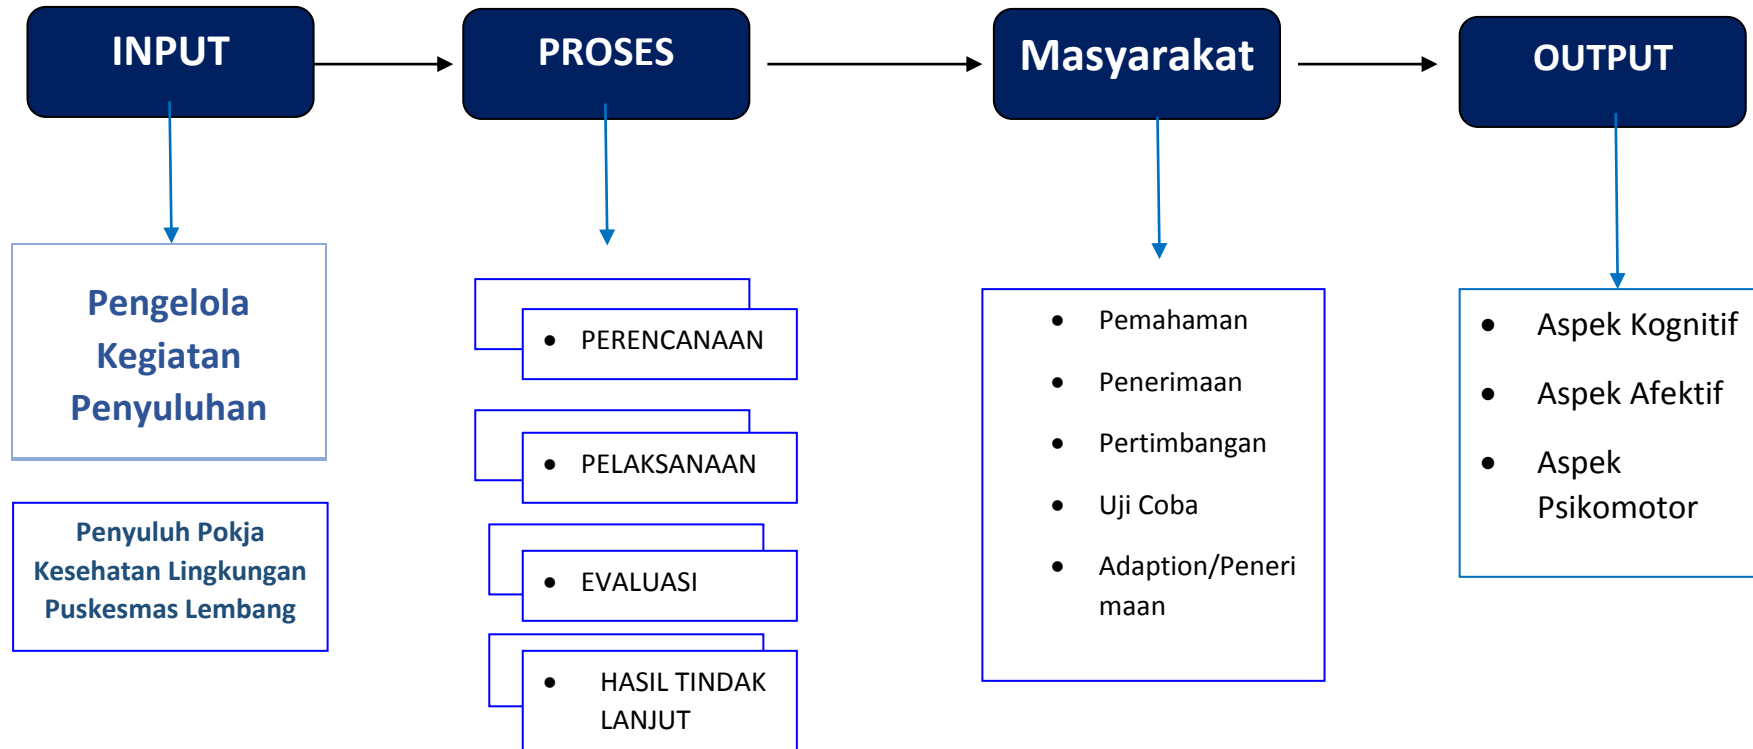 INPUT
PROSES
Masyarakat
OUTPUT
Pengelola
Kegiatan
Penyuluhan
Penyuluh Pokja
Kesehatan Lingkungan
Puskesmas Lembang
• PERENCANAAN
• PELAKSANAAN
• EVALUASI
• HASIL TINDAK
LANJUT
• Pemahaman
• Penerimaan
• Pertimbangan
• Uji Coba
• Adaption/Peneri
maan
• Aspek Kognitif
• Aspek Afektif
• Aspek
Psikomotor